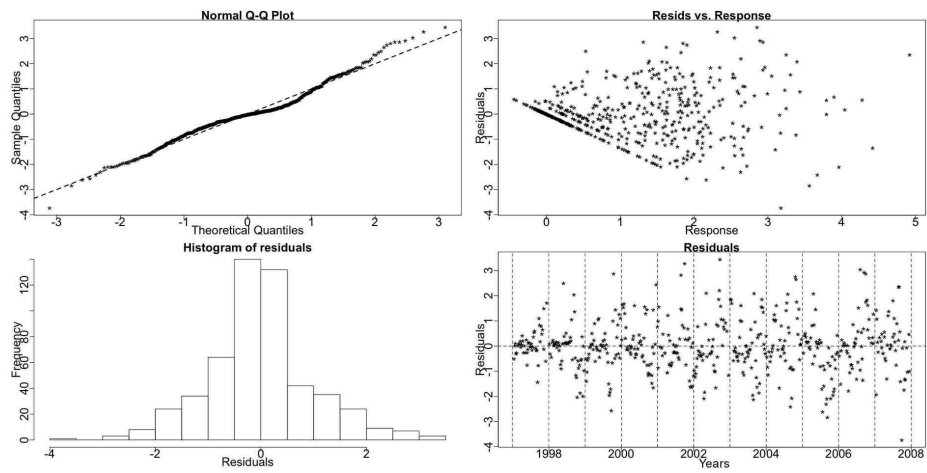 Normal Q-Q Plot
Sample Quantiles
3
2
1
0
-1
-2
-3
-4
-3 -2 -1 0 1 2 3
Theoretical Quantiles
Resids vs. Response
Residuals
3
2
1
0
-1
-2
-3
-4
0 1 2 3 4 5
Response
Histogram of residuals
Frequency
120
80
60
40
20
0
-4 -2 0 2
Residuals
Residuals
Residuals
3
2
1
0
-1
-2
-3
-4
1998 2000 2002 2004 2006 2008
Years